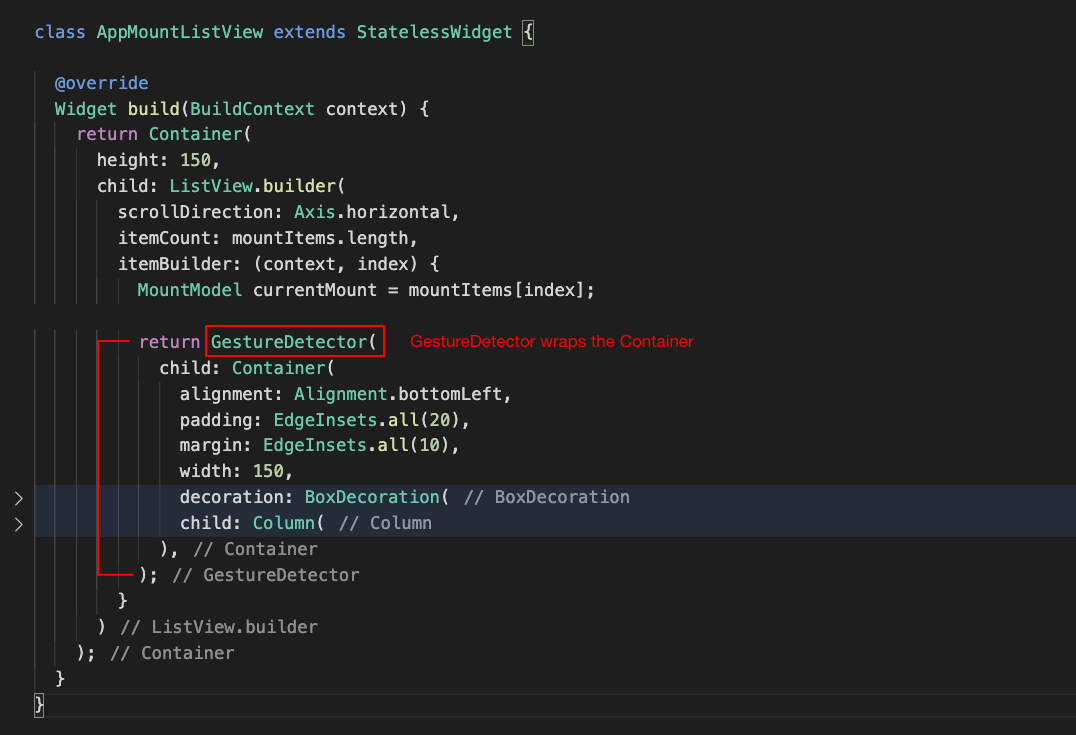 class AppMountListView extends StatelessWidget {
@override
Widget build(BuildContext context) {
return Container(
height: 150,
child: ListView.builder(
scrollDirection: Axis.horizontal,
itemCount: mountItems.length,
itemBuilder: (context, index) {
MountModel currentMount = mountItems[index];
return GestureDetector( GestureDetector wraps the Container
child: Container(
alignment: Alignment.bottomLeft,
padding: EdgeInsets.all(20),
margin: EdgeInsets.all(10),
width: 150,
decoration: BoxDecoration( // BoxDecoration
child: Column( // Column
), // Container
); // GestureDetector
}
) // ListView.builder
); // Container
}
}